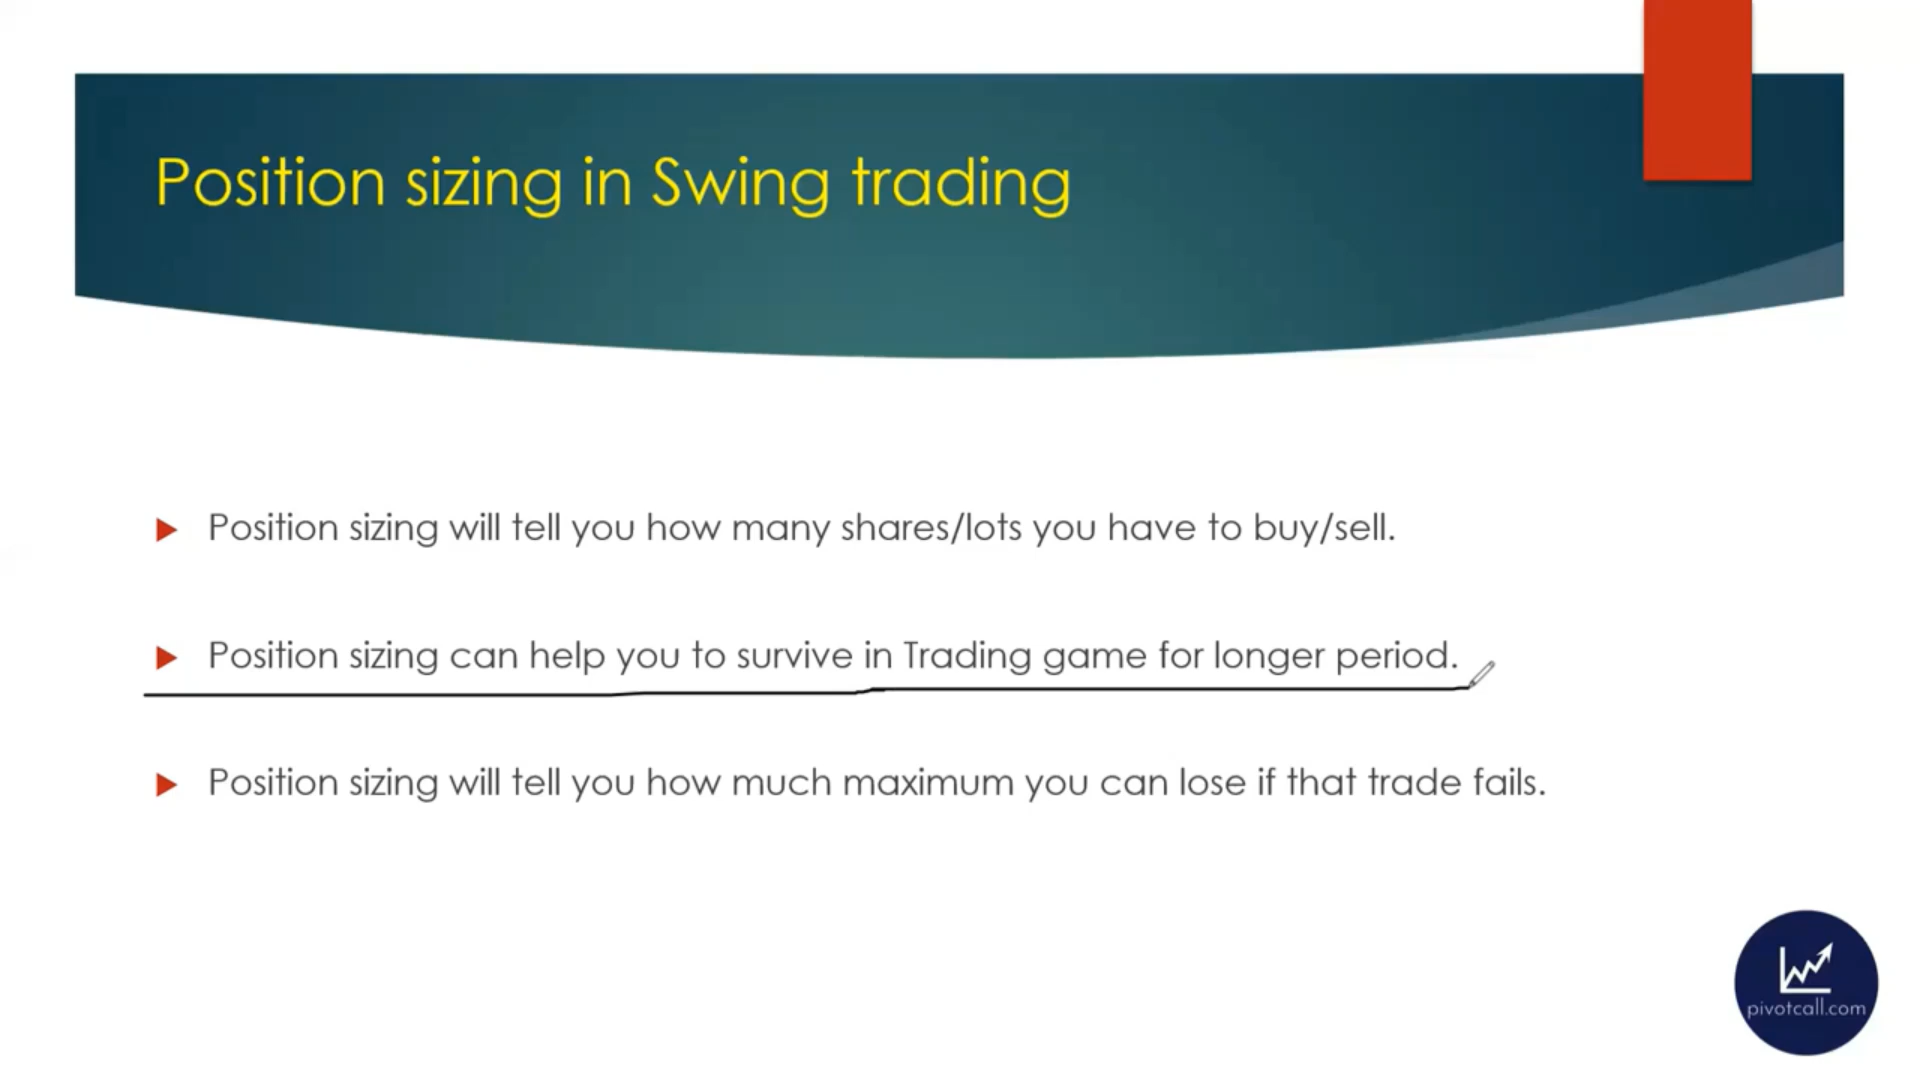 Position sizing in Swing trading
Position sizing will tell you how many shares/lots you have to buy/sell.
Position sizing can help you to survive in Trading game for longer period.
Position sizing will tell you how much maximum you can lose if that trade fails.
pivotcall.com